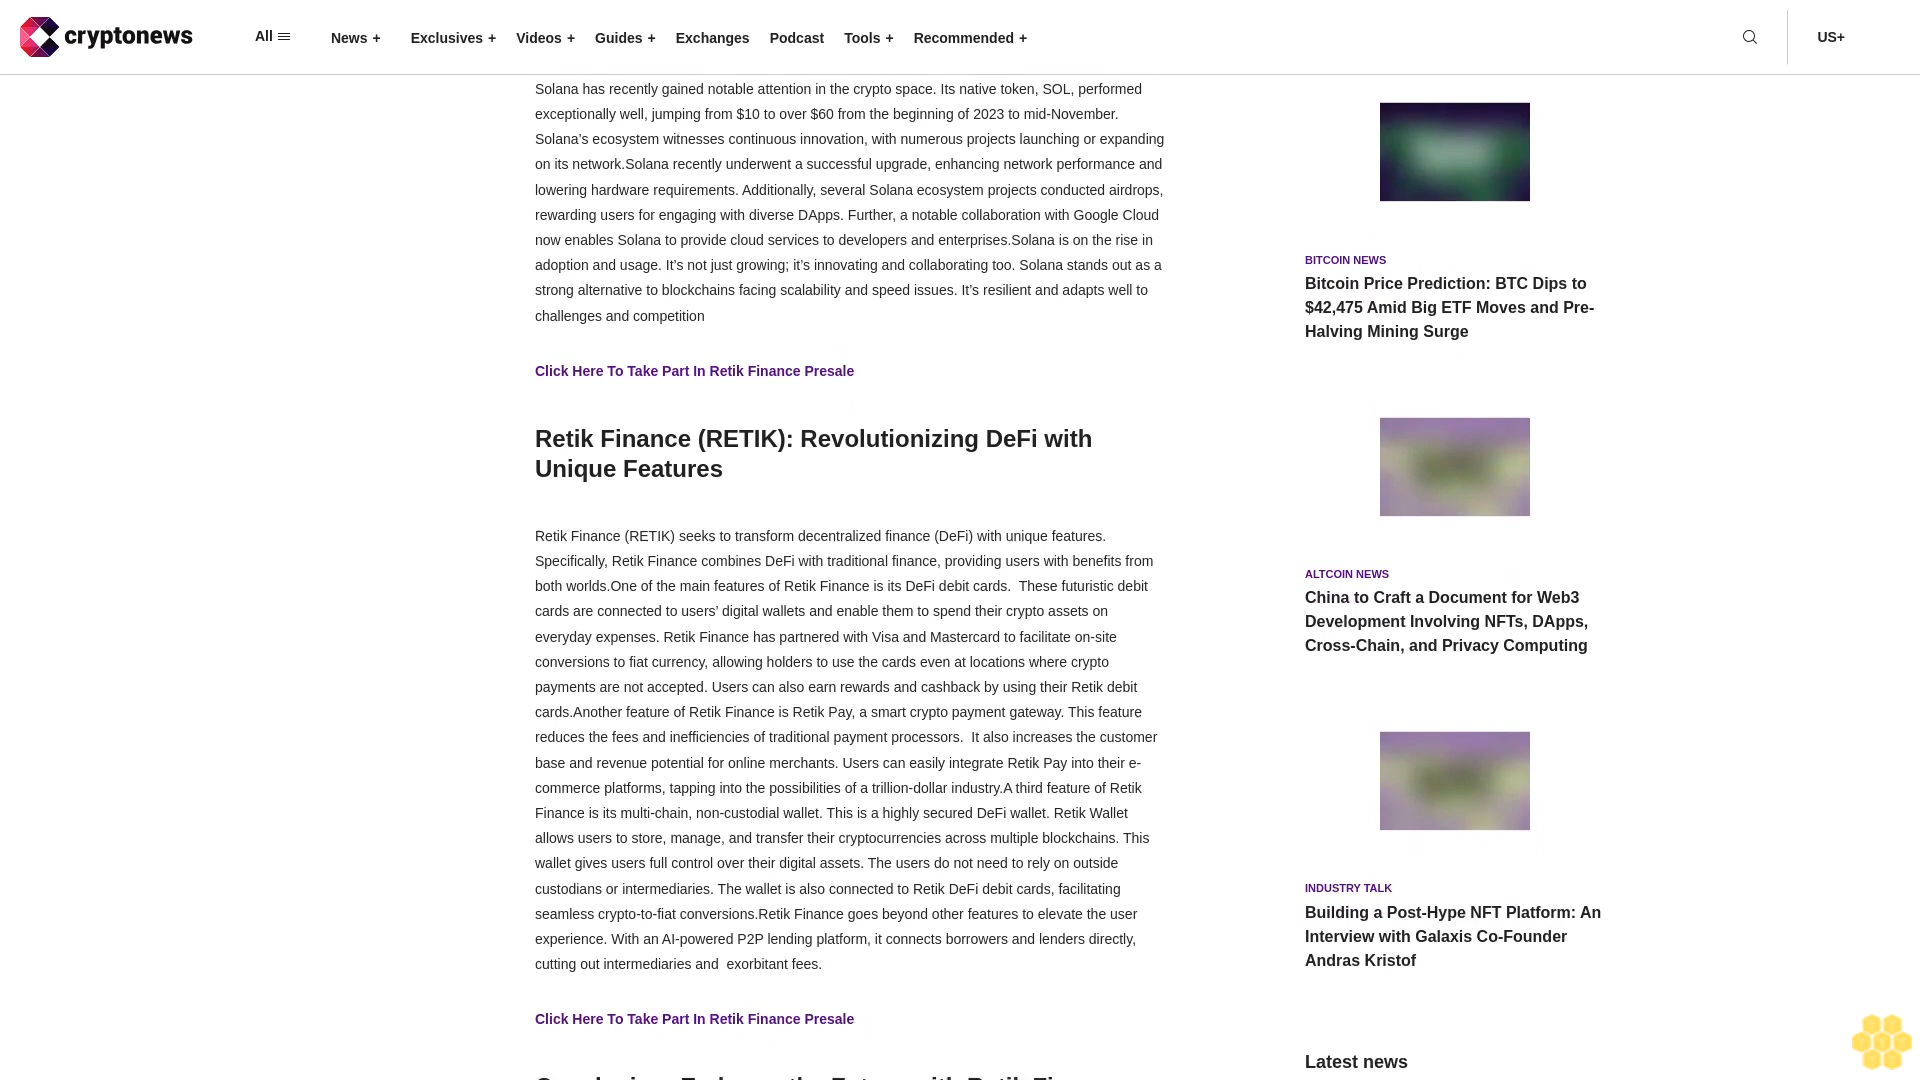 cryptonews
All
News +
Exclusives +
Videos +
Guides +
Exchanges
Podcast
Tools +
Recommended +
US+
Solana has recently gained notable attention in the crypto space. Its native token, SOL, performed
exceptionally well, jumping from $10 to over $60 from the beginning of 2023 to mid-November.
Solana’s ecosystem witnesses continuous innovation, with numerous projects launching or expanding
on its network.Solana recently underwent a successful upgrade, enhancing network performance and
lowering hardware requirements. Additionally, several Solana ecosystem projects conducted airdrops,
rewarding users for engaging with diverse DApps. Further, a notable collaboration with Google Cloud
now enables Solana to provide cloud services to developers and enterprises.Solana is on the rise in
adoption and usage. It’s not just growing; it’s innovating and collaborating too. Solana stands out as a
strong alternative to blockchains facing scalability and speed issues. It’s resilient and adapts well to
challenges and competition
Click Here To Take Part In Retik Finance Presale
Retik Finance (RETIK): Revolutionizing DeFi with
Unique Features
Retik Finance (RETIK) seeks to transform decentralized finance (DeFi) with unique features.
Specifically, Retik Finance combines DeFi with traditional finance, providing users with benefits from
both worlds.One of the main features of Retik Finance is its DeFi debit cards.  These futuristic debit
cards are connected to users’ digital wallets and enable them to spend their crypto assets on
everyday expenses. Retik Finance has partnered with Visa and Mastercard to facilitate on-site
conversions to fiat currency, allowing holders to use the cards even at locations where crypto
payments are not accepted. Users can also earn rewards and cashback by using their Retik debit
cards.Another feature of Retik Finance is Retik Pay, a smart crypto payment gateway. This feature
reduces the fees and inefficiencies of traditional payment processors.  It also increases the customer
base and revenue potential for online merchants. Users can easily integrate Retik Pay into their e-
commerce platforms, tapping into the possibilities of a trillion-dollar industry.A third feature of Retik
Finance is its multi-chain, non-custodial wallet. This is a highly secured DeFi wallet. Retik Wallet
allows users to store, manage, and transfer their cryptocurrencies across multiple blockchains. This
wallet gives users full control over their digital assets. The users do not need to rely on outside
custodians or intermediaries. The wallet is also connected to Retik DeFi debit cards, facilitating
seamless crypto-to-fiat conversions.Retik Finance goes beyond other features to elevate the user
experience. With an AI-powered P2P lending platform, it connects borrowers and lenders directly,
cutting out intermediaries and  exorbitant fees.
Click Here To Take Part In Retik Finance Presale
BITCOIN NEWS
Bitcoin Price Prediction: BTC Dips to
$42,475 Amid Big ETF Moves and Pre-
Halving Mining Surge
ALTCOIN NEWS
China to Craft a Document for Web3
Development Involving NFTs, DApps,
Cross-Chain, and Privacy Computing
INDUSTRY TALK
Building a Post-Hype NFT Platform: An
Interview with Galaxis Co-Founder
Andras Kristof
Latest news